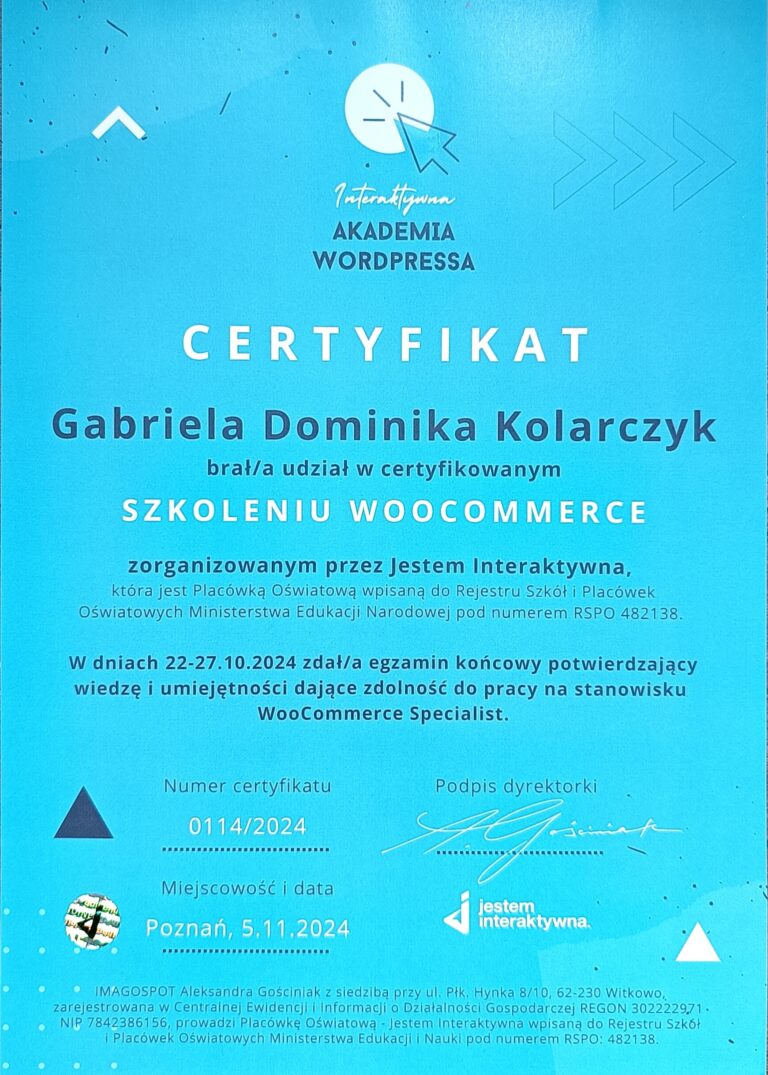 Interaktywna
AKADEMIA
WORDPRESSA
CERTYFIKAT
Gabriela Dominika Kolarczyk
brał/a udział w certyfikowanym
SZKOLENIU WOOCOMMERCE
zorganizowanym przez Jestem Interaktywna,
która jest Placówką Oświatową wpisaną do Rejestru Szkół i Placówek
Oświatowych Ministerstwa Edukacji Narodowej pod numerem RSPO 482138.
W dniach 22-27.10.2024 zdał/a egzamin końcowy potwierdzający
wiedzę i umiejętności dające zdolność do pracy na stanowisku
WooCommerce Specialist.
Numer certyfikatu
0114/2024
Podpis dyrektorki
A. Gościniak
Miejscowość i data
Poznań, 5.11.2024
jestem
interaktywna.
IMAGOSPOT Aleksandra Gościniak z siedzibą przy ul. Płk. Hynka 8/10, 62-230 Witkowo,
zarejestrowana w Centralnej Ewidencji i Informacji o Działalności Gospodarczej REGON 302222971
NIP 7842386156, prowadzi Placówkę Oświatową - Jestem Interaktywna wpisaną do Rejestru Szkół
i Placówek Oświatowych Ministerstwa Edukacji i Nauki pod numerem RSPO: 482138.